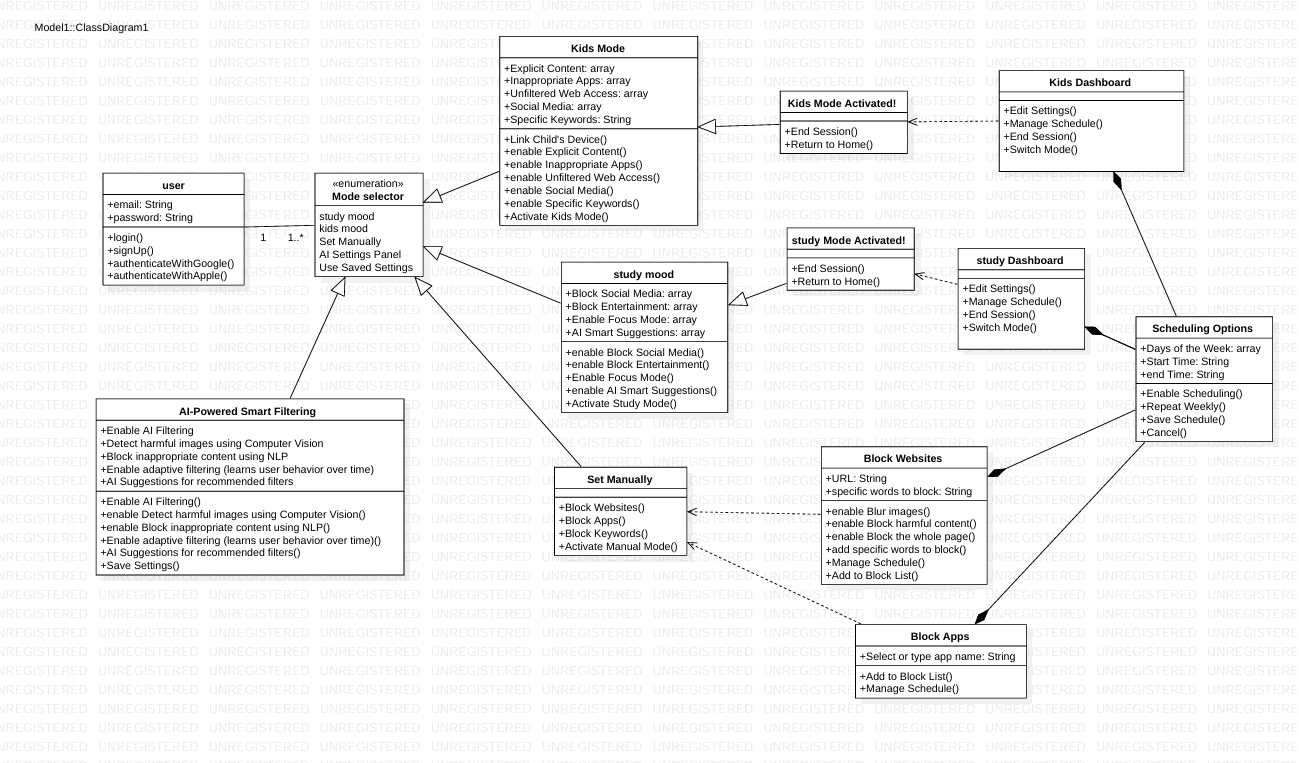 Model1::ClassDiagram1
Kids Mode
+Explicit Content: array
+Inappropriate Apps: array
+Unfiltered Web Access: array
+Social Media: array
+Specific Keywords: String
+Link Child's Device()
+enable Explicit Content()
+enable Inappropriate Apps()
+enable Unfiltered Web Access()
+enable Social Media()
+enable Specific Keywords()
+Activate Kids Mode()
Kids Mode Activated!
+End Session()
+Return to Home()
Kids Dashboard
+Edit Settings()
+Manage Schedule()
+End Session()
+Switch Mode()
user
+email: String
+password: String
+login()
+signUp()
+authenticateWithGoogle()
+authenticateWithApple()
1
1..*
«enumeration»
Mode selector
study mood
kids mood
Set Manually
AI Settings Panel
Use Saved Settings
study mood
+Block Social Media: array
+Block Entertainment: array
+Enable Focus Mode: array
+AI Smart Suggestions: array
+enable Block Social Media()
+enable Block Entertainment()
+Enable Focus Mode()
+enable AI Smart Suggestions()
+Activate Study Mode()
study Mode Activated!
+End Session()
+Return to Home()
study Dashboard
+Edit Settings()
+Manage Schedule()
+End Session()
+Switch Mode()
Scheduling Options
+Days of the Week: array
+Start Time: String
+end Time: String
+Enable Scheduling()
+Repeat Weekly()
+Save Schedule()
+Cancel()
AI-Powered Smart Filtering
+Enable AI Filtering
+Detect harmful images using Computer Vision
+Block inappropriate content using NLP
+Enable adaptive filtering (learns user behavior over time)
+AI Suggestions for recommended filters
+Enable AI Filtering()
+enable Detect harmful images using Computer Vision()
+enable Block inappropriate content using NLP()
+Enable adaptive filtering (learns user behavior over time)()
+AI Suggestions for recommended filters()
+Save Settings()
Set Manually
+Block Websites()
+Block Apps()
+Block Keywords()
+Activate Manual Mode()
Block Websites
+URL: String
+specific words to block: String
+enable Blur images()
+enable Block harmful content()
+enable Block the whole page()
+add specific words to block()
+Manage Schedule()
+Add to Block List()
Block Apps
+Select or type app name: String
+Add to Block List()
+Manage Schedule()
UNREGISTERED